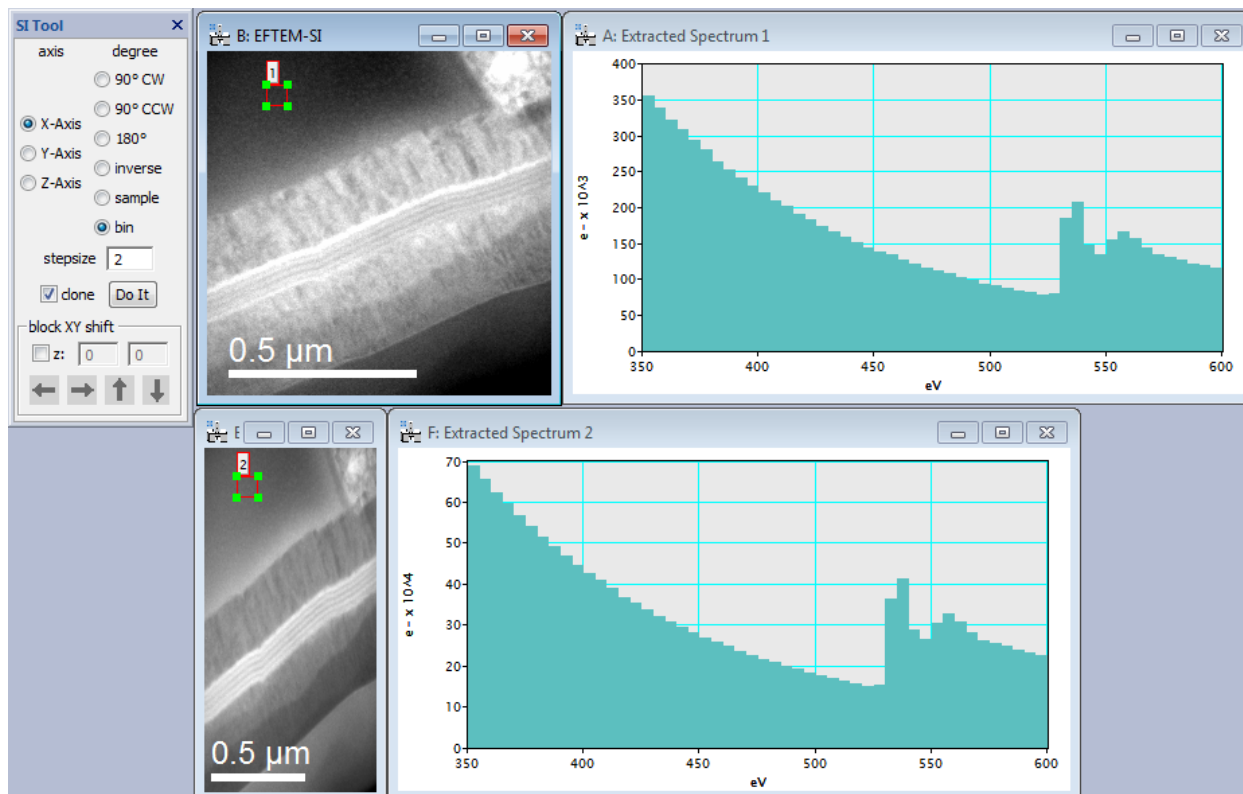 SI Tool
axis degree
90° CW
90° CCW
X-Axis
180°
Y-Axis
inverse
Z-Axis
sample
bin
stepsize 2
clone Do It
block XY shift
z: 0 0
B: EFTEM-SI
1
0.5 µm
A: Extracted Spectrum 1
400
350
300
250
200
150
100
50
0
e- x 10^3
350 400 450 500 550 600
eV
E
2
0.5 µm
F: Extracted Spectrum 2
70
60
50
40
30
20
10
0
e- x 10^4
350 400 450 500 550 600
eV